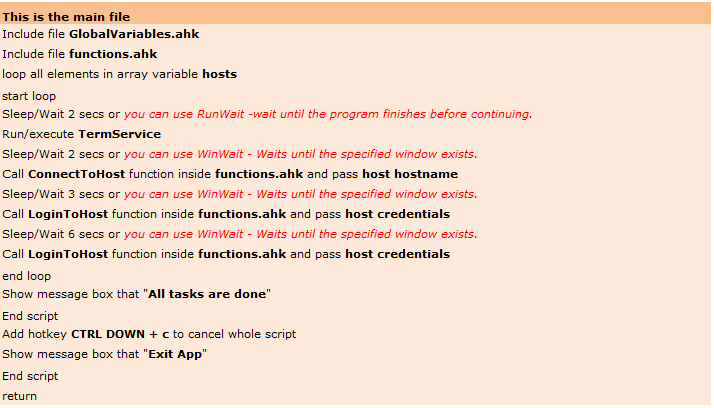 This is the main file
Include file GlobalVariables.ahk
Include file functions.ahk
loop all elements in array variable hosts
start loop
Sleep/Wait 2 secs or you can use RunWait -wait until the program finishes before continuing.
Run/execute TermService
Sleep/Wait 2 secs or you can use WinWait - Waits until the specified window exists.
Call ConnectToHost function inside functions.ahk and pass host hostname
Sleep/Wait 3 secs or you can use WinWait - Waits until the specified window exists.
Call LoginToHost function inside functions.ahk and pass host credentials
Sleep/Wait 6 secs or you can use WinWait - Waits until the specified window exists.
Call LoginToHost function inside functions.ahk and pass host credentials
end loop
Show message box that "All tasks are done"
End script
Add hotkey CTRL DOWN + c to cancel whole script
Show message box that "Exit App"
End script
return